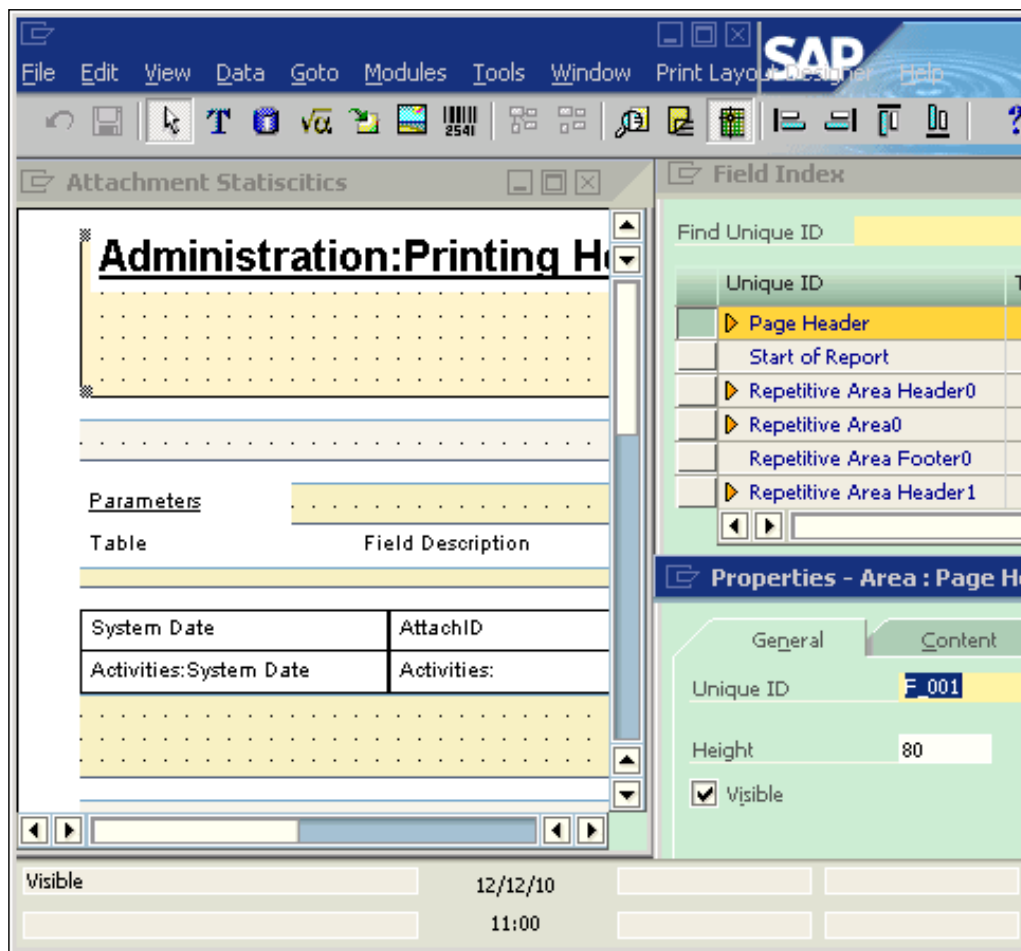 SAP
File Edit View Data Goto Modules Tools Window Print Layout Designer Help
2541
Attachment Statiscitics
Administration:Printing H
Parameters
Table Field Description
System Date AttachID
Activities:System Date Activities:
Field Index
Find Unique ID
Unique ID T
Page Header
Start of Report
Repetitive Area Header0
Repetitive Area0
Repetitive Area Footer0
Repetitive Area Header1
Properties - Area : Page H
General Content
Unique ID F_001
Height 80
Visible
Visible 12/12/10
11:00